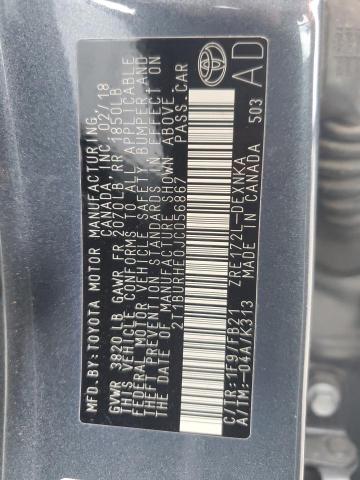 MFD.BY:TOYOTA MOTOR MANUFACTURING,
CANADA, INC. 02/18
GVWR 3820LB GAWR FR 2070LB RR 1850LB
THIS VEHICLE CONFORMS TO ALL APPLICABLE
FEDERAL MOTOR VEHICLE SAFETY, BUMPER, AND
THEFT PREVENTION STANDARDS IN EFFECT ON
THE DATE OF MANUFACTURE SHOWN ABOVE.
2T1BURHE0JC056867 PASS.CAR
ZRE172L-DEXNKA
C/TR:1F9/FB21 MADE IN CANADA
A/TM:-04A/K313 503
TOYOTA
AD